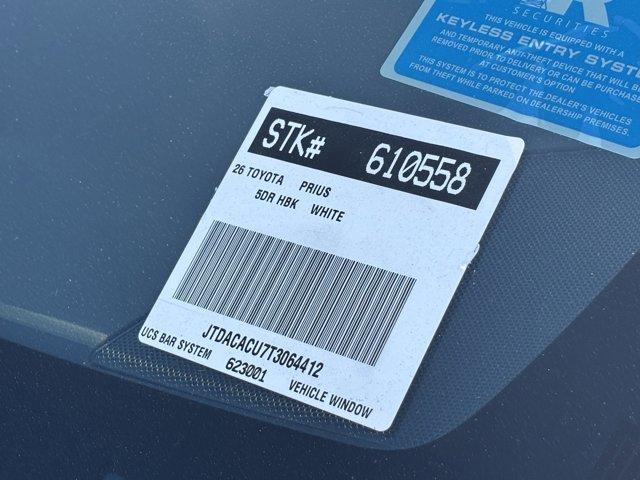 SECURITIES
THIS VEHICLE IS EQUIPPED WITH A
KEYLESS ENTRY
AND TEMPORARY ANTI-THEFT DEVICE THAT WILL BE
REMOVED PRIOR TO DELIVERY OR CAN BE
AT CUSTOMER'S OPTION
THIS SYSTEM IS TO PROTECT THE DEALER'S VEHICLES
FROM THEFT WHILE PARKED ON DEALERSHIP PREMISES.
STK# 610558
26 TOYOTA PRIUS
5DR HBK WHITE
JTDACACU7T3064412
UCS BAR SYSTEM 623001 VEHICLE WINDOW